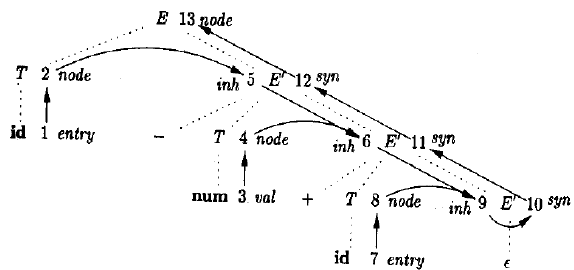 E 13 node
T 2 node inh 5 E' 12 syn
id 1 entry − T 4 node inh 6 E' 11 syn
num 3 val + T 8 node inh 9 E' 10 syn
id 7 entry ϵ